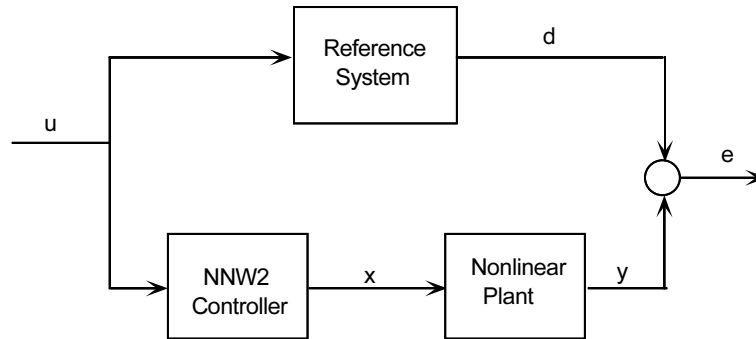 Reference
System
d
u
e
NNW2
Controller
x
Nonlinear
Plant
y